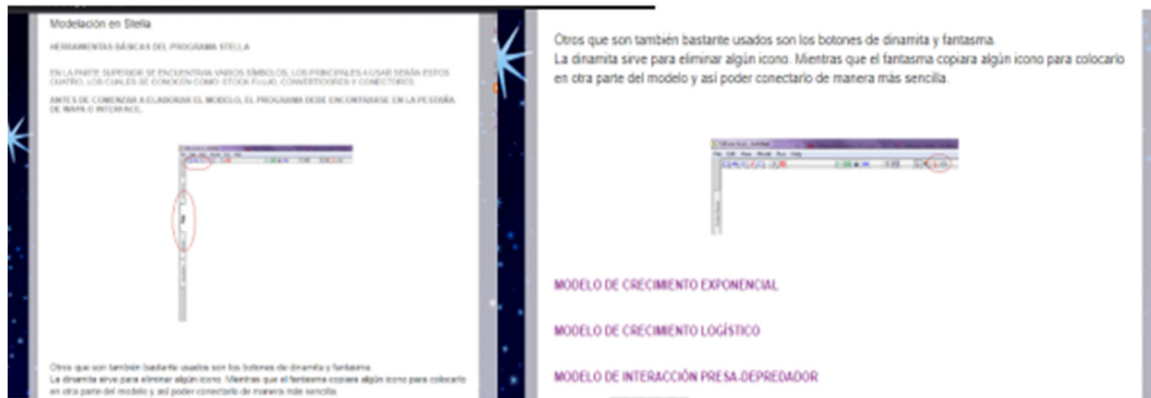 Modelación en Stella
HERRAMIENTAS BÁSICAS DEL PROGRAMA STELLA
EN LA PARTE SUPERIOR SE ENCUENTRAN VARIOS SÍMBOLOS, LOS PRINCIPALES A USAR SERÁN ESTOS
CUATRO, LOS CUALES SE CONOCEN COMO: STOCK FLUJO, CONVERTIDORES Y CONECTORES.
ANTES DE COMENZAR A ELABORAR EL MODELO, EL PROGRAMA DEBE ENCONTRARSE EN LA PESTAÑA
DE MAPA O INTERFACE.
Otros que son también bastante usados son los botones de dinamita y fantasma.
La dinamita sirve para eliminar algún icono. Mientras que el fantasma copiara algún icono para colocarlo
en otra parte del modelo y así poder conectarlo de manera más sencilla.
Otros que son también bastante usados son los botones de dinamita y fantasma.
La dinamita sirve para eliminar algún icono. Mientras que el fantasma copiara algún icono para colocarlo
en otra parte del modelo y así poder conectarlo de manera más sencilla.
MODELO DE CRECIMIENTO EXPONENCIAL
MODELO DE CRECIMIENTO LOGÍSTICO
MODELO DE INTERACCIÓN PRESA-DEPREDADOR